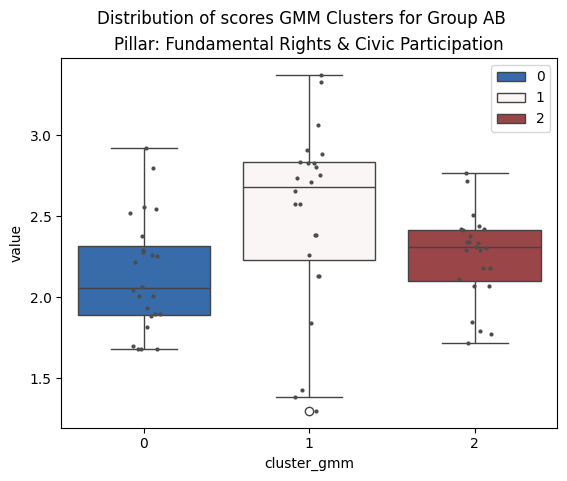 Distribution of scores GMM Clusters for Group AB
Pillar: Fundamental Rights & Civic Participation
0
1
2
3.0
2.5
2.0
1.5
value
0 1 2
cluster_gmm